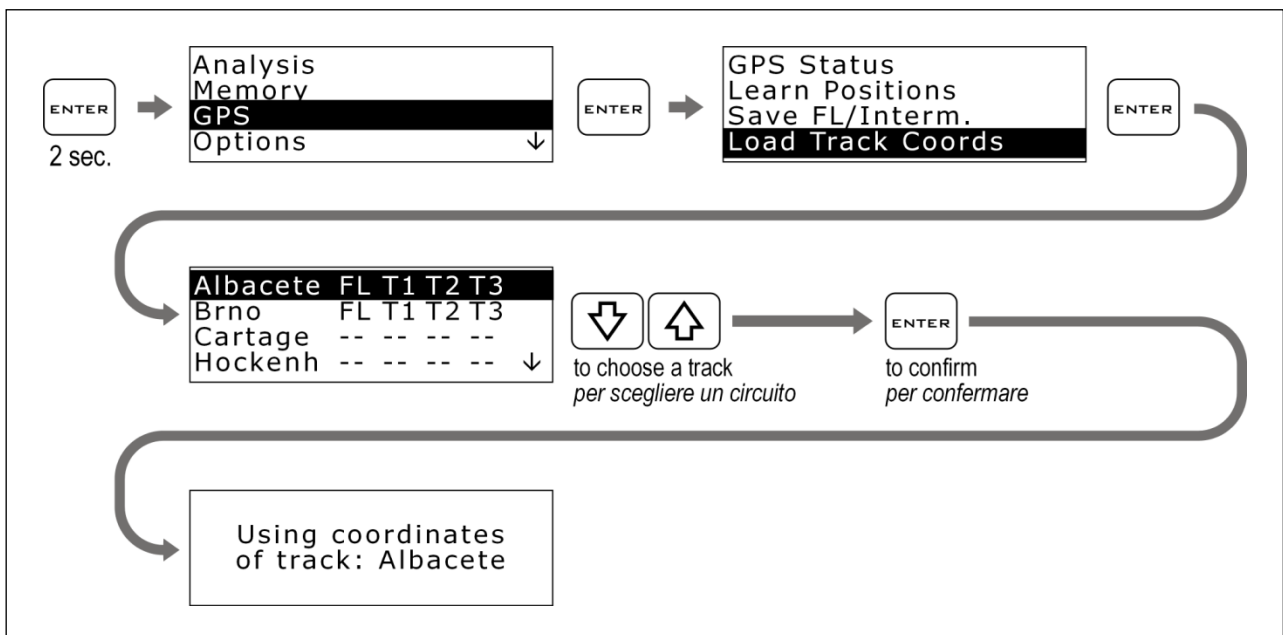 ENTER
2 sec.
Analysis
Memory
GPS
Options
ENTER
GPS Status
Learn Positions
Save FL/Interm.
Load Track Coords
ENTER
Albacete FL T1 T2 T3
Brno FL T1 T2 T3
Cartage -- -- -- --
Hockenh -- -- -- --
to choose a track
per scegliere un circuito
ENTER
to confirm
per confermare
Using coordinates
of track: Albacete